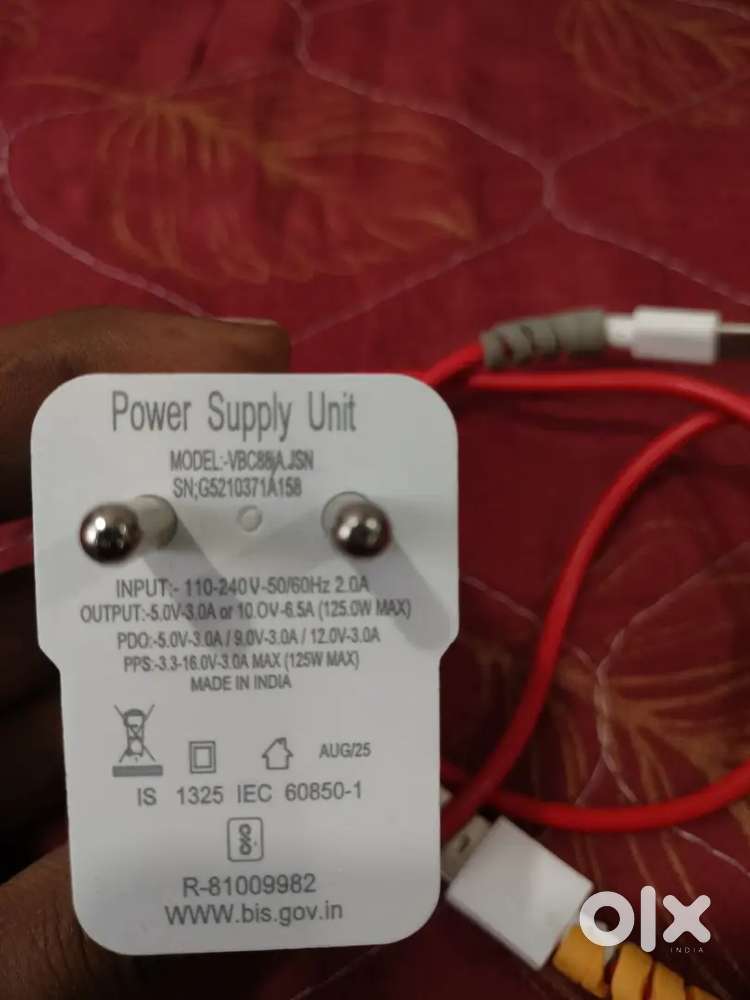 Power Supply Unit
MODEL:-VBC88jA.JSN
SN;G5210371A158
INPUT:- 110-240V-50/60Hz 2.0A
OUTPUT:-5.0V-3.0A or 10.OV-6.5A (125.0W MAX)
PDO:-5.0V-3.0A / 9.0V-3.0A / 12.0V-3.0A
PPS:-3.3-16.0V-3.0A MAX (125W MAX)
MADE IN INDIA
AUG/25
IS 1325 IEC 60850-1
R-81009982
WWW.bis.gov.in
olx
INDIA